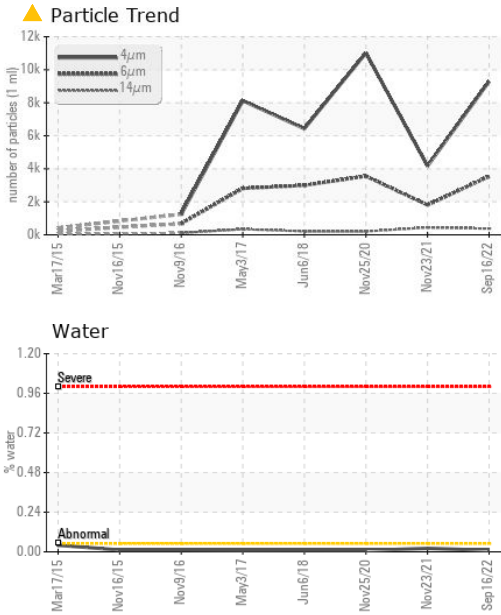 Particle Trend
12k
10k
8k
6k
4k
2k
0k
number of particles (1 ml)
4µm
6µm
14µm
Mar17/15
Nov16/15
Nov9/16
May3/17
Jun6/18
Nov25/20
Nov23/21
Sep16/22
Water
1.20
0.96
0.72
0.48
0.24
0.00
% water
Severe
Abnormal
Mar17/15
Nov16/15
Nov9/16
May3/17
Jun6/18
Nov25/20
Nov23/21
Sep16/22